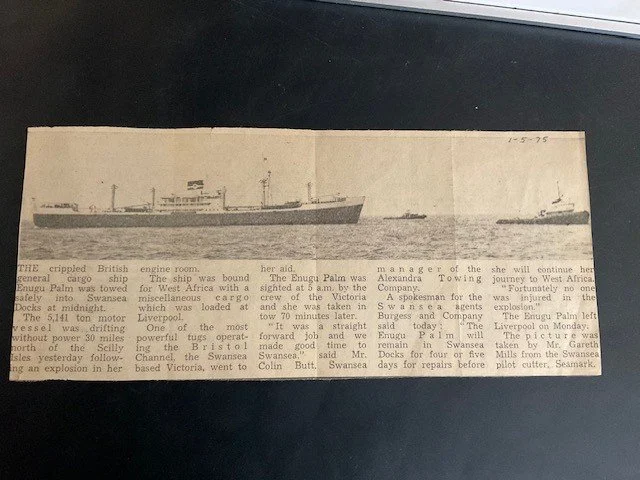 1-5-75
THE crippled British
general cargo ship
Enugu Palm was towed
safely into Swansea
Docks at midnight.
The 5,141 ton motor
vessel was drifting
without power 30 miles
north of the Scilly
Isles yesterday follow-
ing an explosion in her
engine room.
The ship was bound
for West Africa with a
miscellaneous cargo
which was loaded at
Liverpool.
One of the most
powerful tugs operat-
ing the Bristol
Channel, the Swansea
based Victoria, went to
her aid.
The Enugu Palm was
sighted at 5 a.m. by the
crew of the Victoria
and she was taken in
tow 70 minutes later.
"It was a straight
forward job and we
made good time to
Swansea," said Mr.
Colin Butt, Swansea
manager of the
Alexandra Towing
Company.
A spokesman for the
Swansea agents
Burgess and Company
said today: "The
Enugu Palm will
remain in Swansea
Docks for four or five
days for repairs before
she will continue her
journey to West Africa.
"Fortunately no one
was injured in the
explosion."
The Enugu Palm left
Liverpool on Monday.
The picture was
taken by Mr. Gareth
Mills from the Swansea
pilot cutter, Seamark.